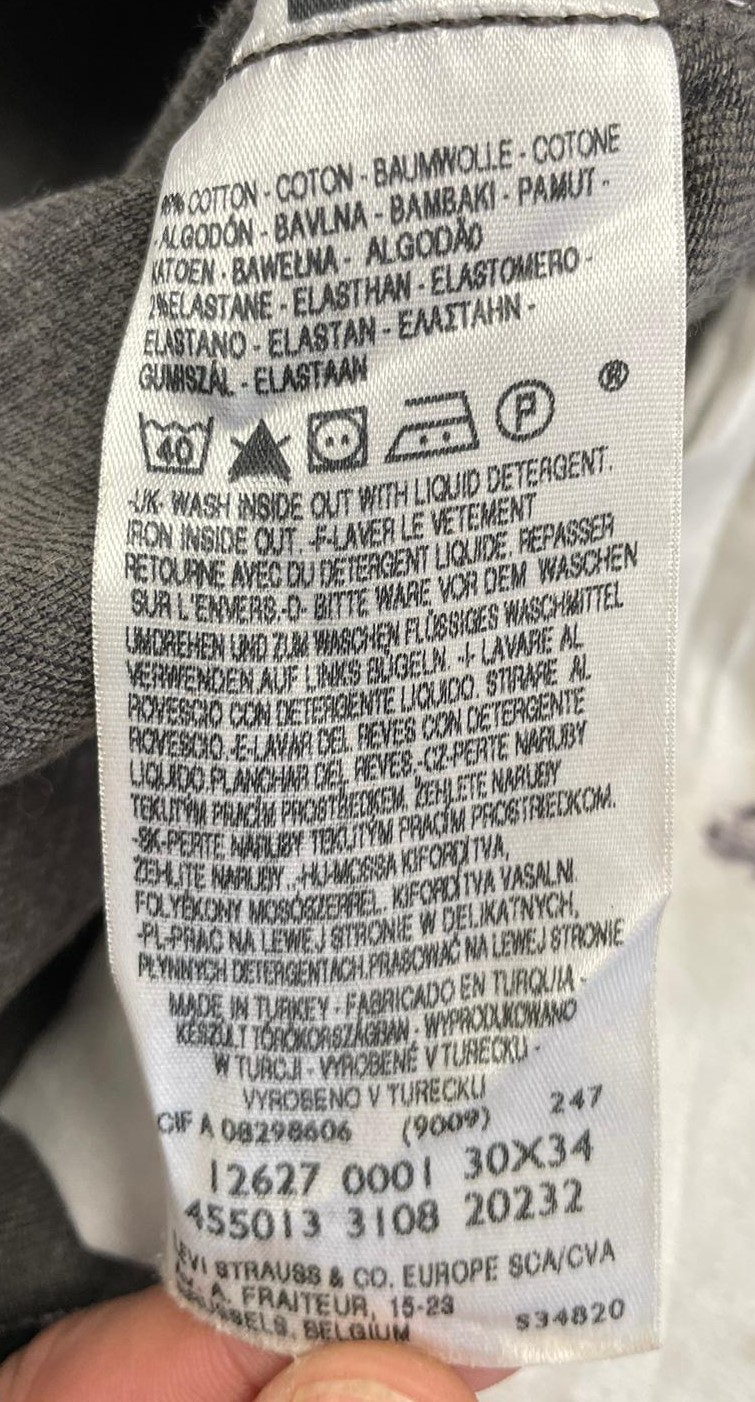 COTTON - COTON - BAUMWOLLE - COTONE
-ALGODÓN - BAVLNA - BAMBAKI - PAMUT -
KATOEN - BAWEŁNA - ALGODÃO
2%ELASTANE - ELASTHAN - ELASTOMERO -
ELASTANO - ELASTAN - ΕΛΑΣΤΑΗΝ -
GUMISZÁL - ELASTAAN
®
40
P
-UK- WASH INSIDE OUT WITH LIQUID DETERGENT.
IRON INSIDE OUT. -F-LAVER LE VETEMENT
RETOURNE AVEC DU DETERGENT LIQUIDE. REPASSER
SUR L'ENVERS.-D- BITTE WARE VOR DEM WASCHEN
UMDREHEN UND ZUM WASCHEN FLÜSSIGES WASCHMITTEL
VERWENDEN AUF LINKS BÜGELN. -I- LAVARE AL
ROVESCIO CON DETERGENTE LIQUIDO. STIRARE AL
ROVESCIO.-E-LAVAR DEL REVES CON DETERGENTE
LIQUIDO.PLANCHAR DEL REVES.-CZ-PERTE NARUBY
TEKUTÝM PRACÍM PROSTŘEDKEM. ŽEHLETE NARUBY
-SK-PERTE NARUBY TEKUTÝM PRACÍM PROSTRIEDKOM.
ŽEHLITE NARUBY. -HU-MOSSA KIFORDÍTVA,
FOLYÉKONY MOSÓSZERREL. KIFORDÍTVA VASALNI.
-PL-PRAC NA LEWEJ STRONIE W DELIKATNYCH,
PŁYNNYCH DETERGENTACH.PRASOWAĆ NA LEWEJ STRONIE
MADE IN TURKEY - FABRICADO EN TURQUIA -
KÉSZÜLT TÖRÖKORSZÁGBAN - WYPRODUKOWANO
W TURCJI - VYROBENÉ V TURECKU -
VYROBENO V TURECKU
CIF A 08298606 (9009) 247
12627 0001 30X34
455013 3108 20232
LEVI STRAUSS & CO. EUROPE SCA/CVA
A. FRAITEUR, 15-23 S34820
BRUSSELS, BELGIUM